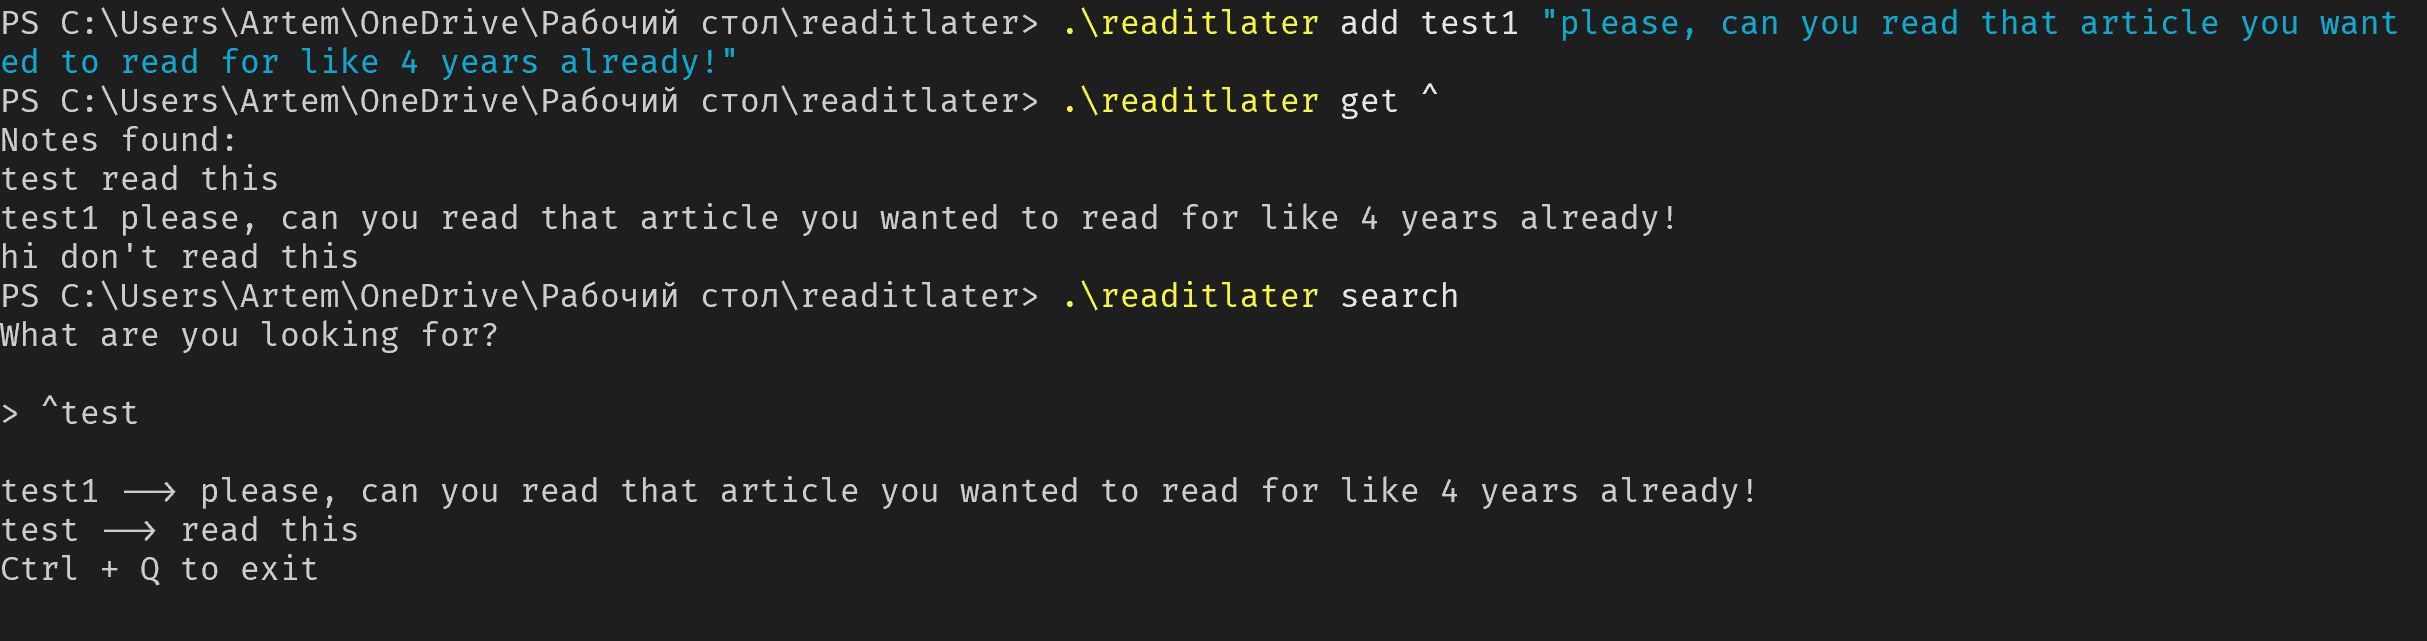 PS C:\Users\Artem\OneDrive\Рабочий стол\readitlater> .\readitlater add test1 "please, can you read that article you want
ed to read for like 4 years already!"
PS C:\Users\Artem\OneDrive\Рабочий стол\readitlater> .\readitlater get ^
Notes found:
test read this
test1 please, can you read that article you wanted to read for like 4 years already!
hi don't read this
PS C:\Users\Artem\OneDrive\Рабочий стол\readitlater> .\readitlater search
What are you looking for?
> ^test
test1 --> please, can you read that article you wanted to read for like 4 years already!
test --> read this
Ctrl + Q to exit